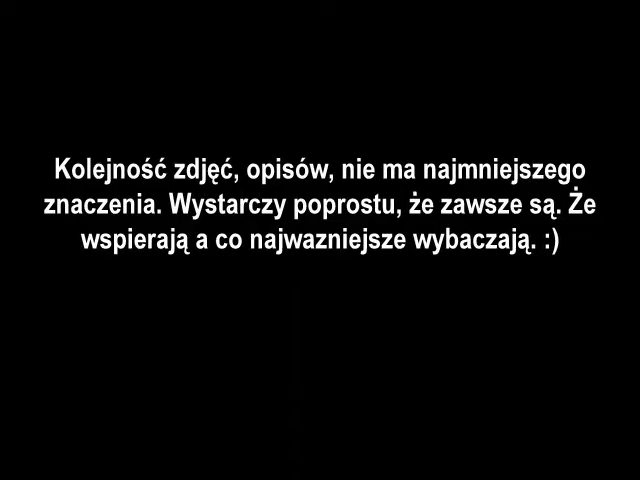 Kolejność zdjęć, opisów, nie ma najmniejszego
znaczenia. Wystarczy poprostu, że zawsze są. Że
wspierają a co najwazniejsze wybaczają. :)